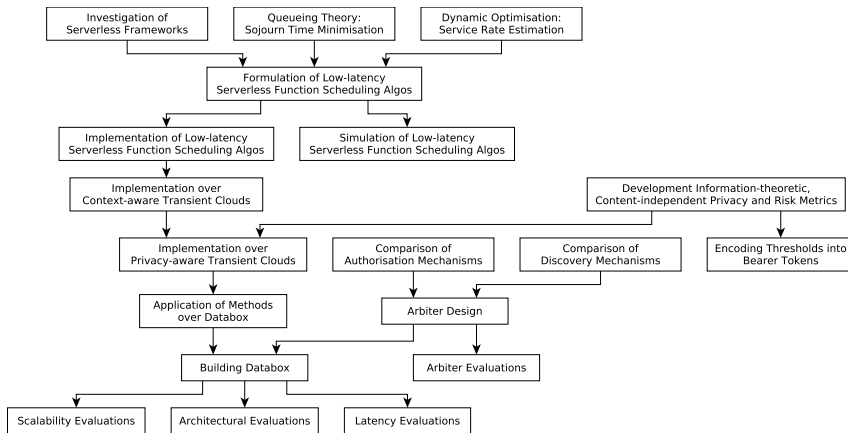 Investigation of
Serverless Frameworks
Queueing Theory:
Sojourn Time Minimisation
Dynamic Optimisation:
Service Rate Estimation
Formulation of Low-latency
Serverless Function Scheduling Algos
Implementation of Low-latency
Serverless Function Scheduling Algos
Simulation of Low-latency
Serverless Function Scheduling Algos
Implementation over
Context-aware Transient Clouds
Development Information-theoretic,
Content-independent Privacy and Risk Metrics
Implementation over
Privacy-aware Transient Clouds
Comparison of
Authorisation Mechanisms
Comparison of
Discovery Mechanisms
Encoding Thresholds into
Bearer Tokens
Application of Methods
over Databox
Arbiter Design
Building Databox
Arbiter Evaluations
Scalability Evaluations
Architectural Evaluations
Latency Evaluations